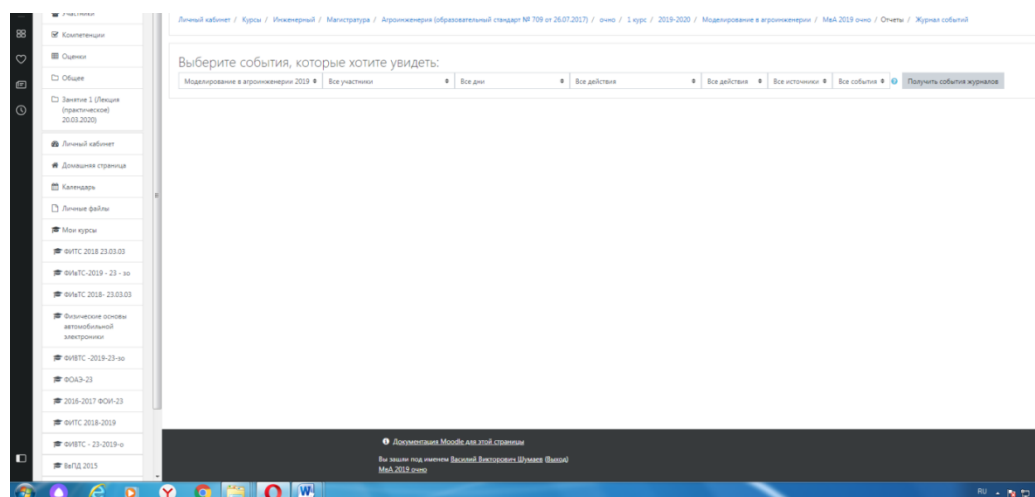 Участники
Компетенции
Оценки
Общее
Занятие 1 (Лекция
(практическое)
20.03.2020)
Личный кабинет
Домашняя страница
Календарь
Личные файлы
Мои курсы
ФИТС 2018 23.03.03
ФИвТС-2019 - 23 - зо
ФИвТС 2018- 23.03.03
Физические основы
автомобильной
электроники
ФИВТС -2019-23-зо
ФОАЭ-23
2016-2017 ФОИ-23
ФИТС 2018-2019
ФИВТС - 23-2019-о
ВвПД 2015
Личный кабинет / Курсы / Инженерный / Магистратура / Агроинженерия (образовательный стандарт № 709 от 26.07.2017) / очно / 1 курс / 2019-2020 / Моделирование в агроинженерии / МвА 2019 очно / Отчеты / Журнал событий
Выберите события, которые хотите увидеть:
Моделирование в агроинженерии 2019 Все участники Все дни Все действия Все действия Все источники Все события Получить события журналов
Документация Moodle для этой страницы
Вы зашли под именем Василий Викторович Шумаев (Выход)
МвА 2019 очно
RU